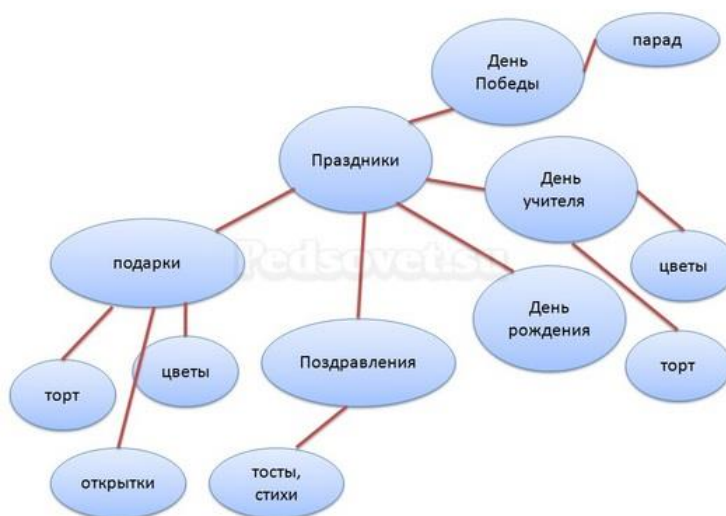 парад
День
Победы
Праздники
День
учителя
подарки
Pedsovet.su
цветы
День
рождения
Поздравления
цветы
торт
торт
открытки
тосты,
стихи